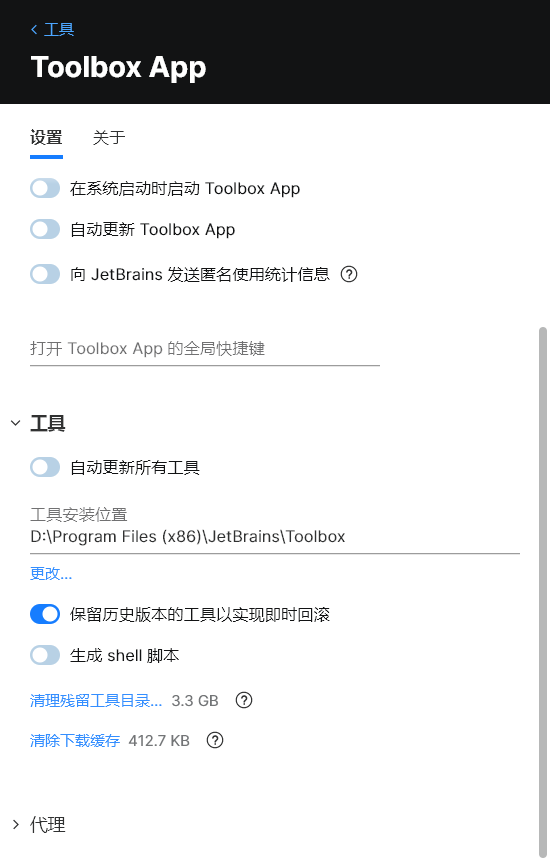 工具
Toolbox App
设置 关于
在系统启动时启动 Toolbox App
自动更新 Toolbox App
向 JetBrains 发送匿名使用统计信息 ?
打开 Toolbox App 的全局快捷键
工具
自动更新所有工具
工具安装位置
D:\Program Files (x86)\JetBrains\Toolbox
更改...
保留历史版本的工具以实现即时回滚
生成 shell 脚本
清理残留工具目录... 3.3 GB ?
清除下载缓存 412.7 KB ?
代理